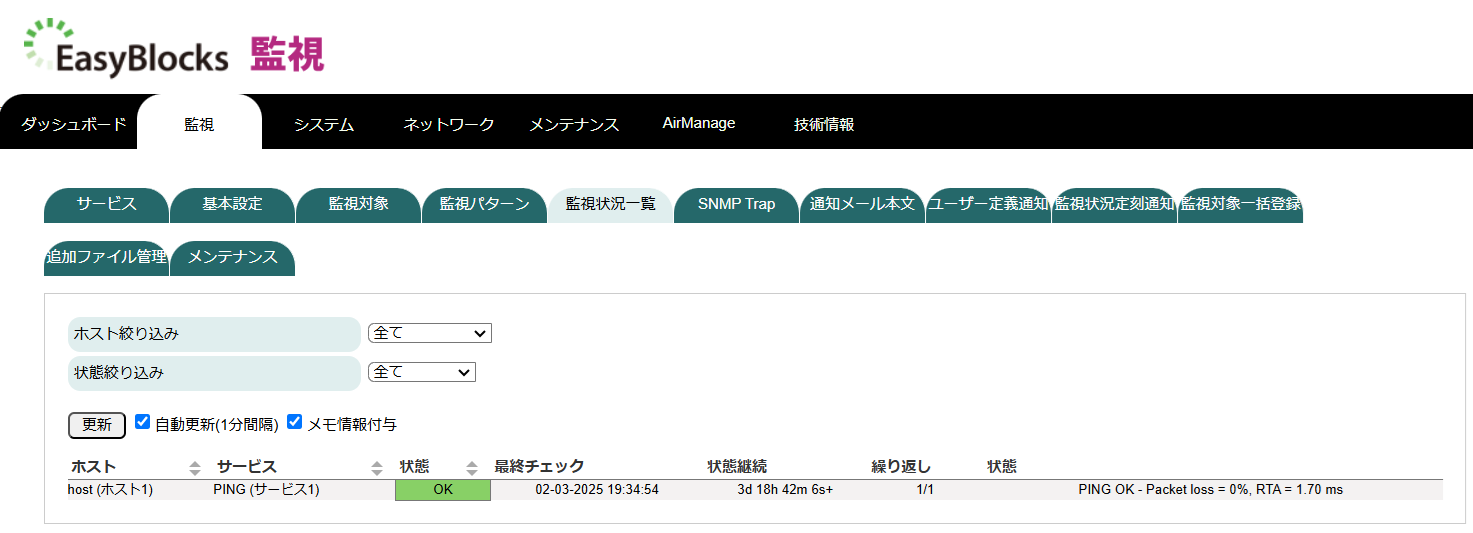 EasyBlocks 監視
ダッシュボード 監視 システム ネットワーク メンテナンス AirManage 技術情報
サービス 基本設定 監視対象 監視パターン 監視状況一覧 SNMP Trap 通知メール本文 ユーザー定義通知 監視状況定刻通知 監視対象一括登録
追加ファイル管理 メンテナンス
ホスト絞り込み 全て
状態絞り込み 全て
更新 自動更新(1分間隔) メモ情報付与
ホスト サービス 状態 最終チェック 状態継続 繰り返し 状態
host (ホスト1) PING (サービス1) OK 02-03-2025 19:34:54 3d 18h 42m 6s+ 1/1 PING OK - Packet loss = 0%, RTA = 1.70 ms